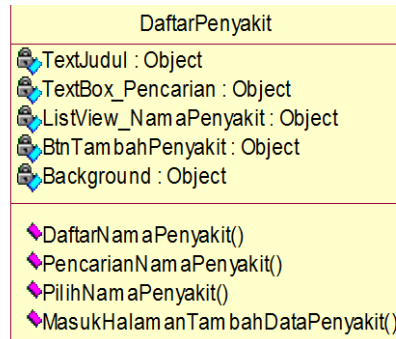 DaftarPenyakit
TextJudul : Object
TextBox_Pencarian : Object
ListView_NamaPenyakit : Object
BtnTambahPenyakit : Object
Background : Object
DaftarNamaPenyakit()
PencarianNamaPenyakit()
PilihNamaPenyakit()
MasukHalamanTambahDataPenyakit()